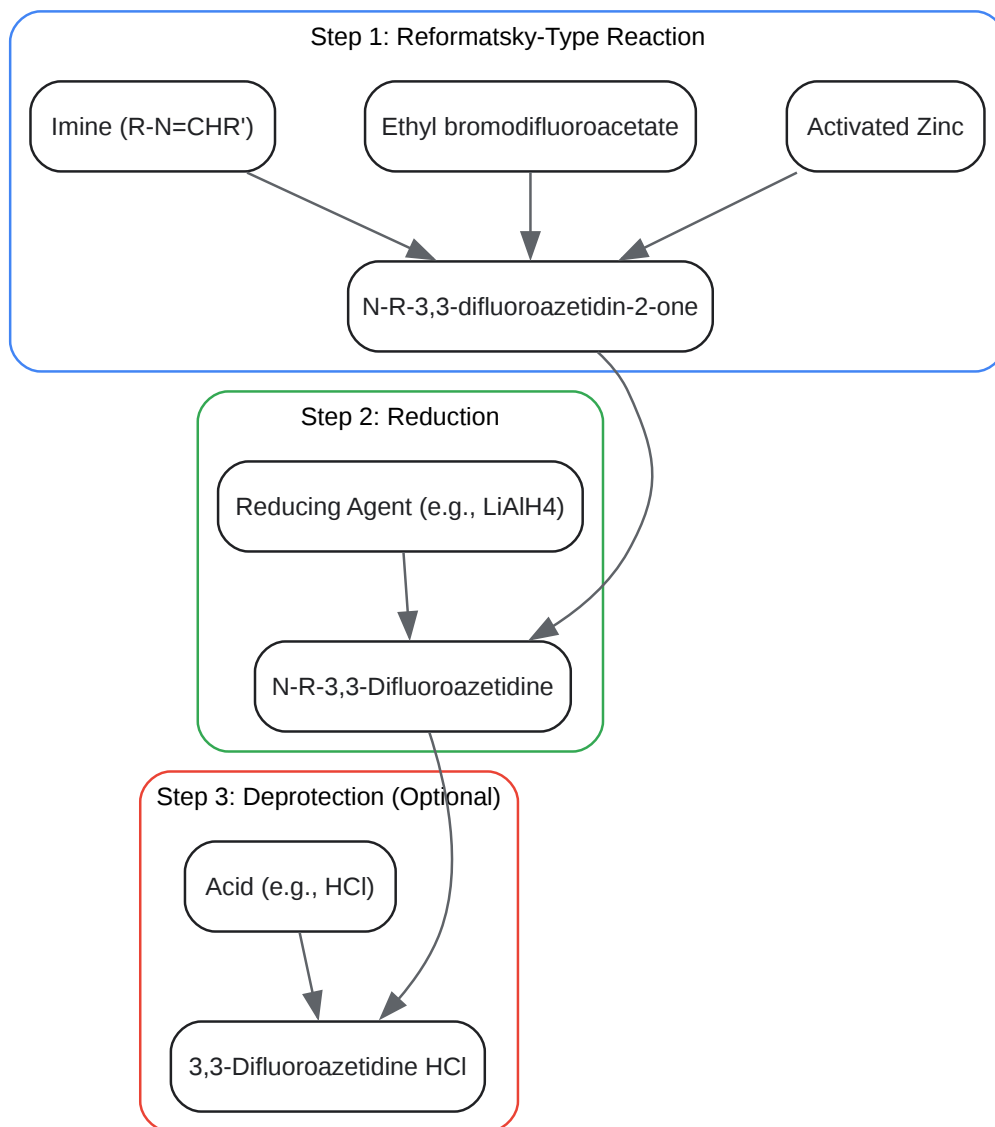 Step 1: Reformatsky-Type Reaction
Imine (R-N=CHR')
Ethyl bromodifluoroacetate
Activated Zinc
N-R-3,3-difluoroazetidin-2-one
Step 2: Reduction
Reducing Agent (e.g., LiAlH4)
N-R-3,3-Difluoroazetidine
Step 3: Deprotection (Optional)
Acid (e.g., HCl)
3,3-Difluoroazetidine HCl